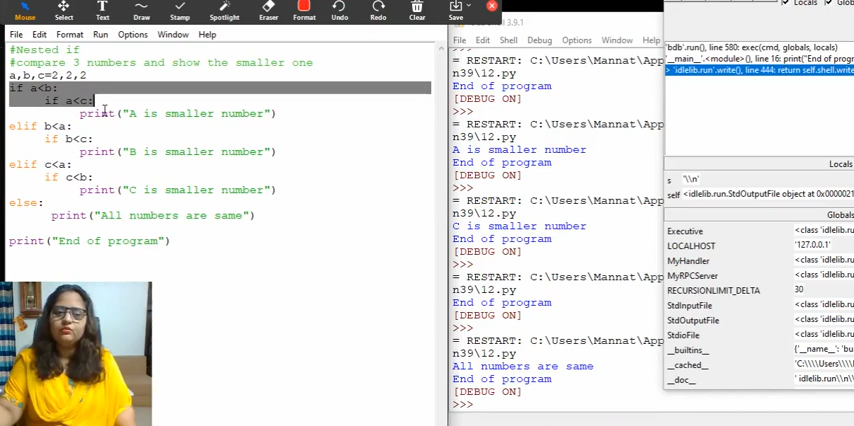 Mouse Select Text Draw Stamp Spotlight Eraser Format Undo Redo Clear Save
File Edit Format Run Options Window Help
#Nested if
#compare 3 numbers and show the smaller one
a,b,c=2,2,2
if a<b:
if a<c:
print("A is smaller number")
elif b<a:
if b<c:
print("B is smaller number")
elif c<a:
if c<b:
print("C is smaller number")
else:
print("All numbers are same")
print("End of program")
3.9.1
File Edit Shell Debug Options Window Help
>>>
= RESTART: C:\Users\Mannat\App
n39\12.py
End of program
[DEBUG ON]
>>>
= RESTART: C:\Users\Mannat\App
n39\12.py
A is smaller number
End of program
[DEBUG ON]
>>>
= RESTART: C:\Users\Mannat\App
n39\12.py
C is smaller number
End of program
[DEBUG ON]
>>>
= RESTART: C:\Users\Mannat\App
n39\12.py
End of program
[DEBUG ON]
>>>
= RESTART: C:\Users\Mannat\App
n39\12.py
All numbers are same
End of program
[DEBUG ON]
>>>
Locals
'bdb'.run(), line 580: exec(cmd, globals, locals)
'__main__'.<module>(), line 11: print("End of p
> 'idlelib.run'.write(), line 444: return self.shell.write
Locals
s '\\n'
self <idlelib.run.StdOutputFile object at 0x0000021
Globals
Executive <class 'idlelib.ru
LOCALHOST '127.0.0.1'
MyHandler <class 'idlelib.ru
MyRPCServer <class 'idlelib.ru
RECURSIONLIMIT_DELTA 30
StdInputFile <class 'idlelib.ru
StdOutputFile <class 'idlelib.ru
StdioFile <class 'idlelib.ru
__builtins__ {'__name__': 'bu
__cached__ 'C:\\\\Users\\\\
__doc__ ' idlelib.run\\n\\